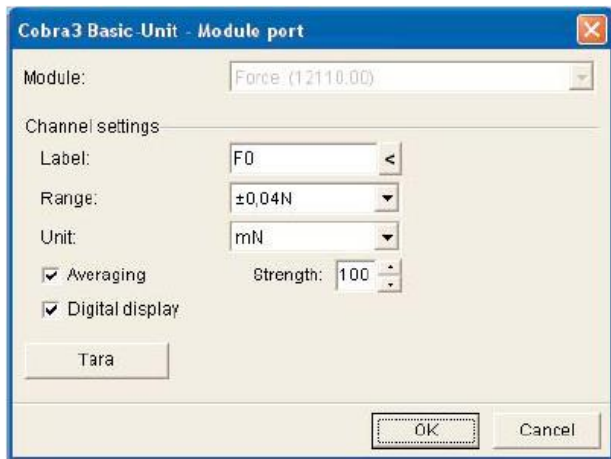 Cobra3 Basic-Unit - Module port
Module: Force (12110.00)
Channel settings
Label: F0 <
Range: ±0,04N
Unit: mN
Averaging Strength: 100
Digital display
Tara
OK Cancel